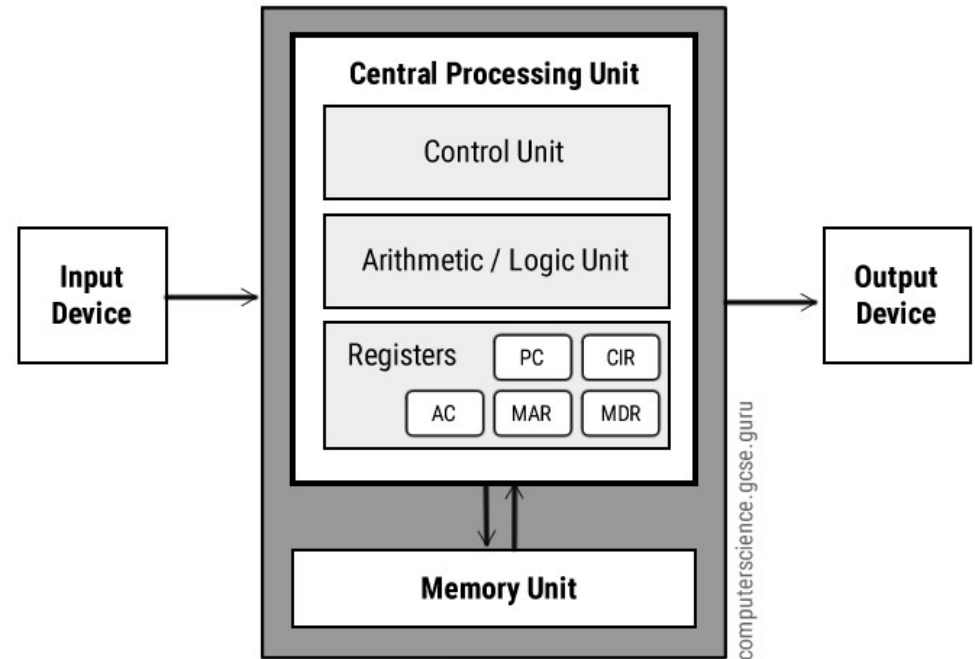 Central Processing Unit
Control Unit
Arithmetic / Logic Unit
Input
Device
Output
Device
Registers
PC
CIR
AC
MAR
MDR
Memory Unit
computerscience.gcse.guru